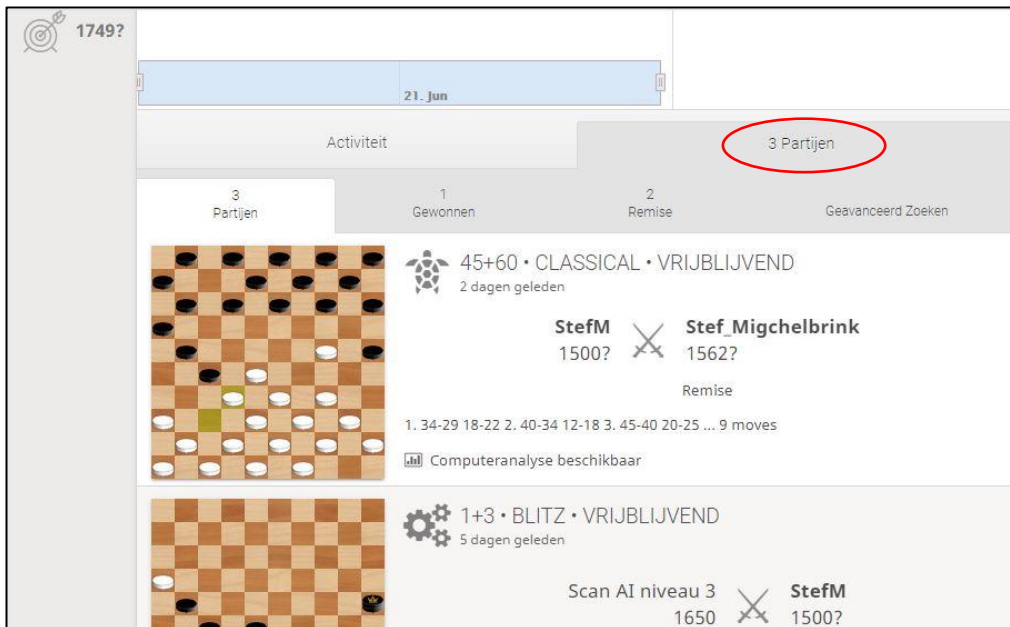 1749?
21. Jun
Activiteit
3 Partijen
3
Partijen
1
Gewonnen
2
Remise
Geavanceerd Zoeken
45+60 • CLASSICAL • VRIJBLIJVEND
2 dagen geleden
StefM
1500?
Stef_Migchelbrink
1562?
Remise
1. 34-29 18-22 2. 40-34 12-18 3. 45-40 20-25 ... 9 moves
Computeranalyse beschikbaar
1+3 • BLITZ • VRIJBLIJVEND
5 dagen geleden
Scan AI niveau 3
1650
StefM
1500?